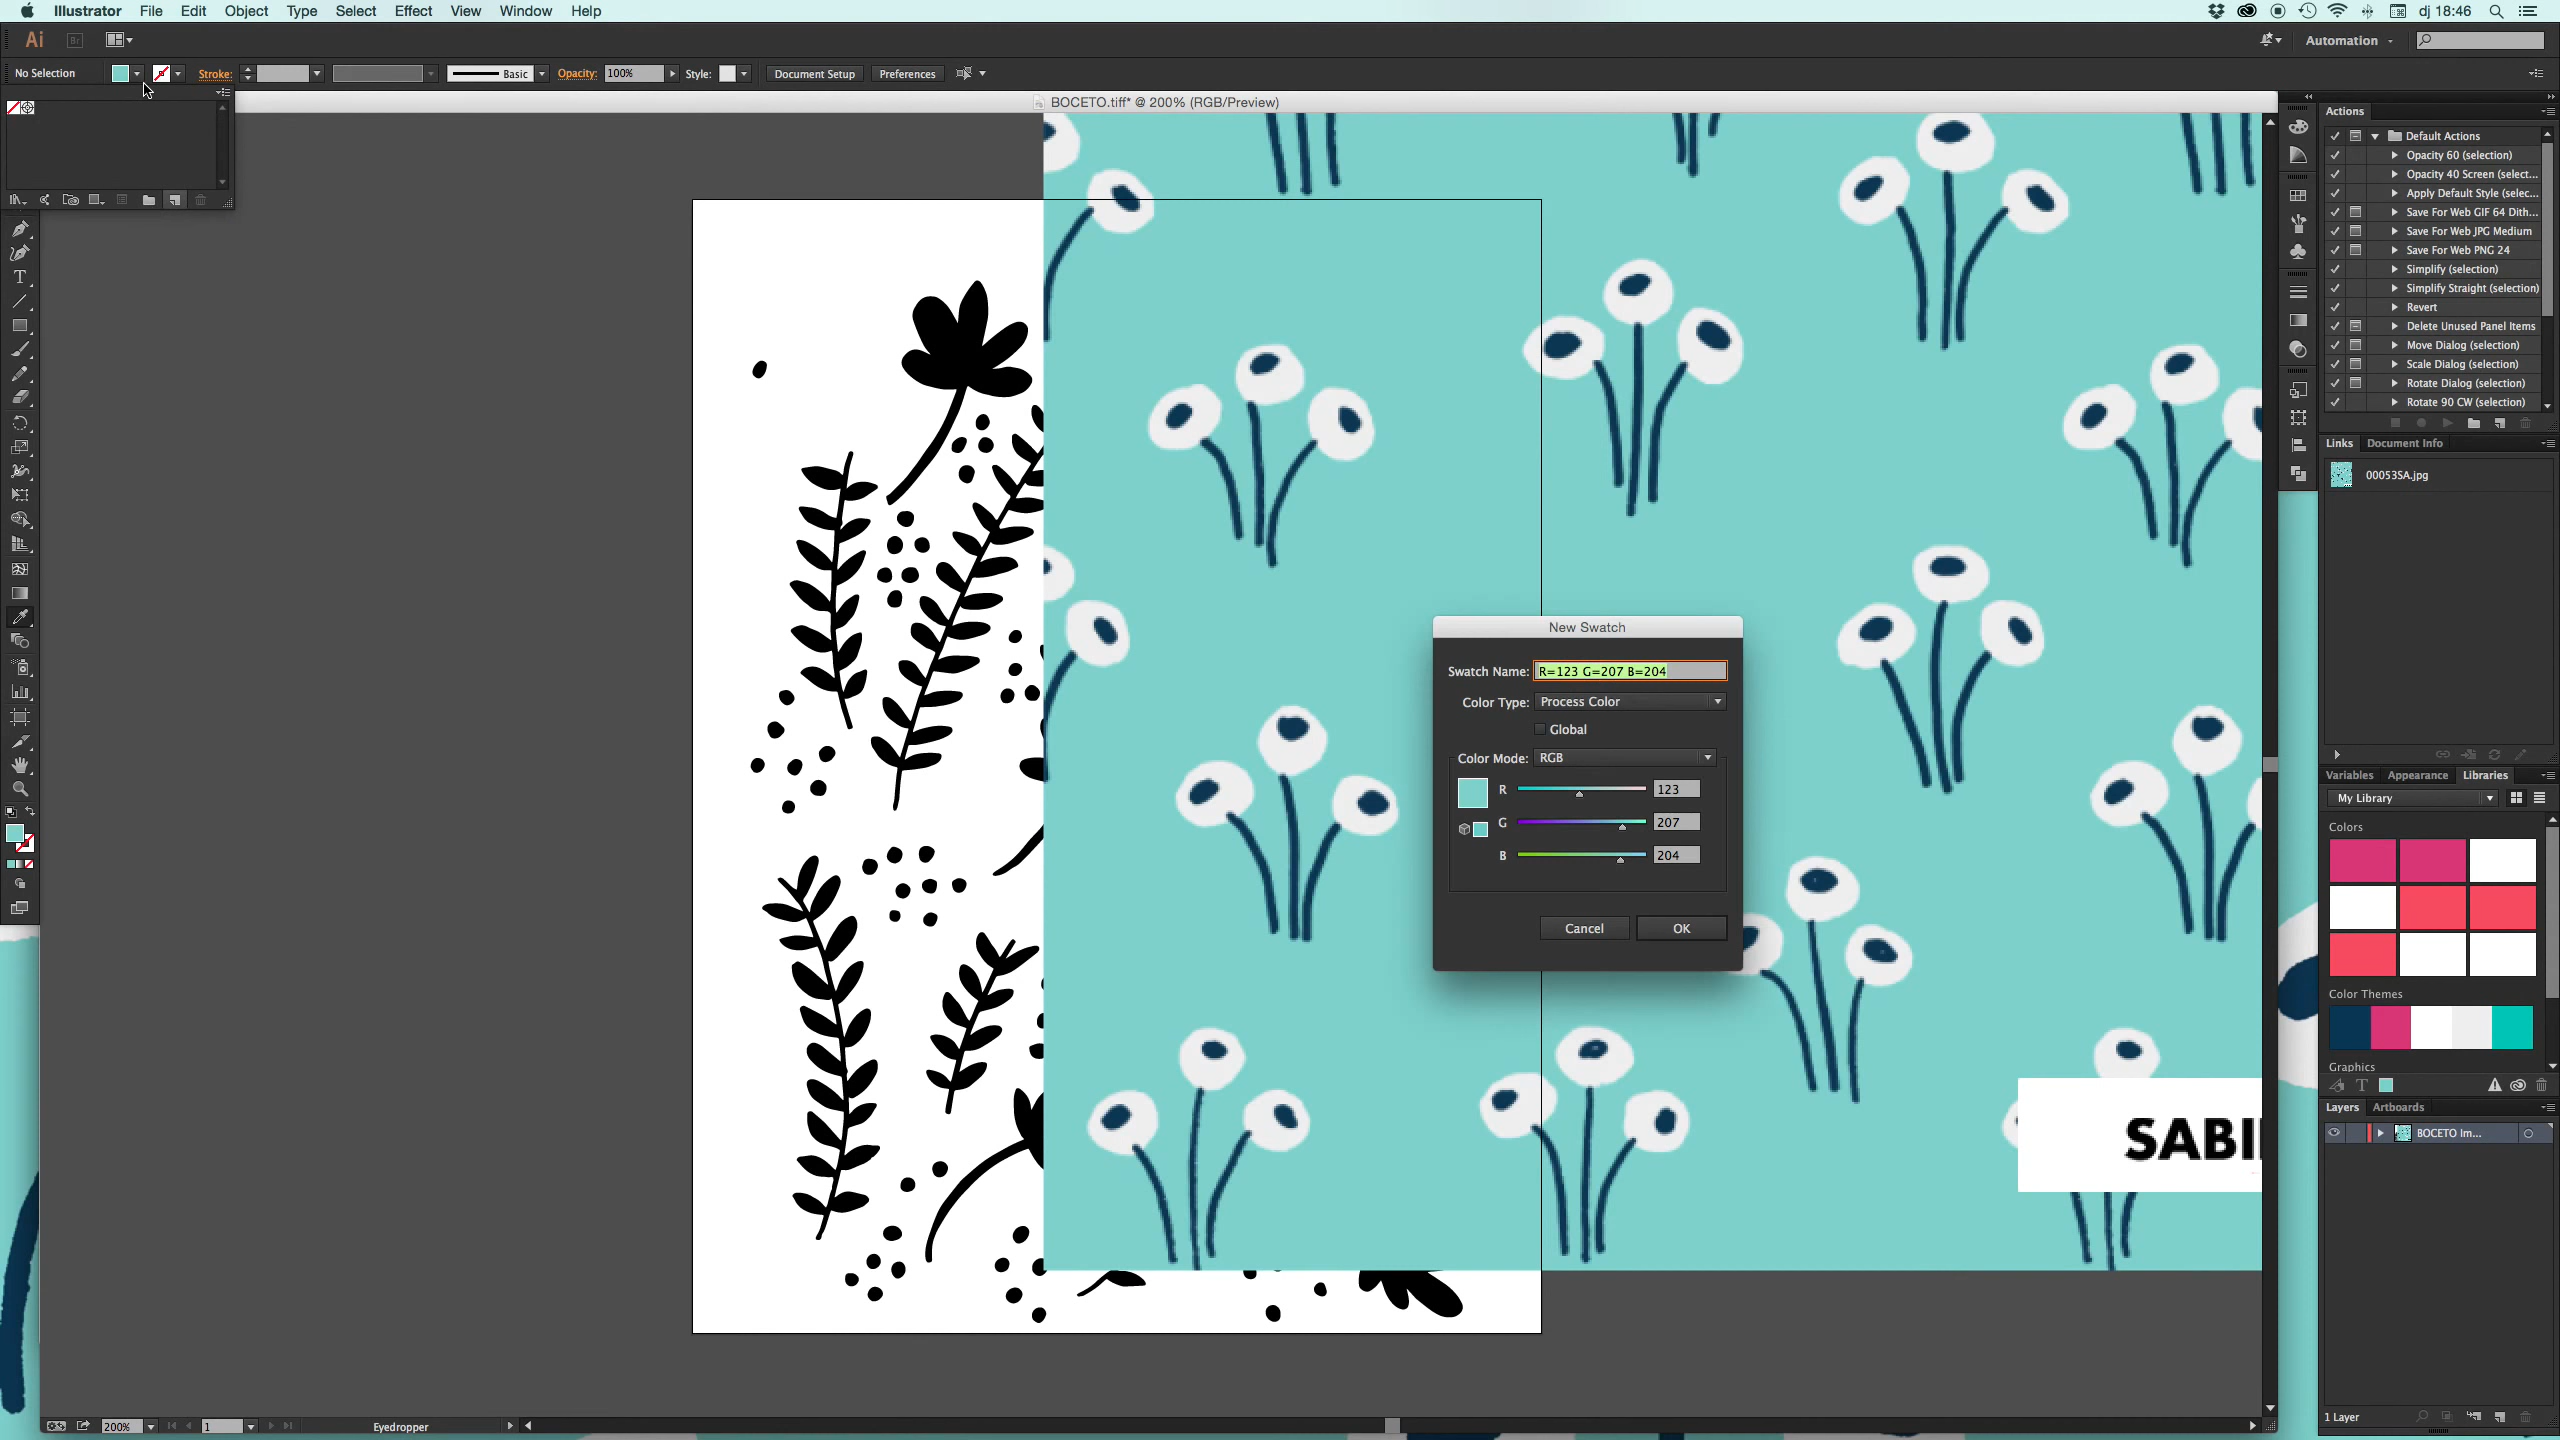 Illustrator File Edit Object Type Select Effect View Window Help
dj 18:46
Ai Br
Automation
No Selection Stroke: Basic Opacity: 100% Style: Document Setup Preferences
BOCETO.tiff* @ 200% (RGB/Preview)
Actions
Default Actions
Opacity 60 (selection)
Opacity 40 Screen (select...
Apply Default Style (selec...
Save For Web GIF 64 Dith...
Save For Web JPG Medium
Save For Web PNG 24
Simplify (selection)
Simplify Straight (selection)
Revert
Delete Unused Panel Items
Move Dialog (selection)
Scale Dialog (selection)
Rotate Dialog (selection)
Rotate 90 CW (selection)
Links Document Info
00053SA.jpg
New Swatch
Swatch Name: R=123 G=207 B=204
Color Type: Process Color
Global
Color Mode: RGB
R 123
G 207
B 204
Cancel OK
Variables Appearance Libraries
My Library
Colors
Color Themes
Graphics
Layers Artboards
BOCETO Im...
SABI
1 Layer
200% 1 Eyedropper